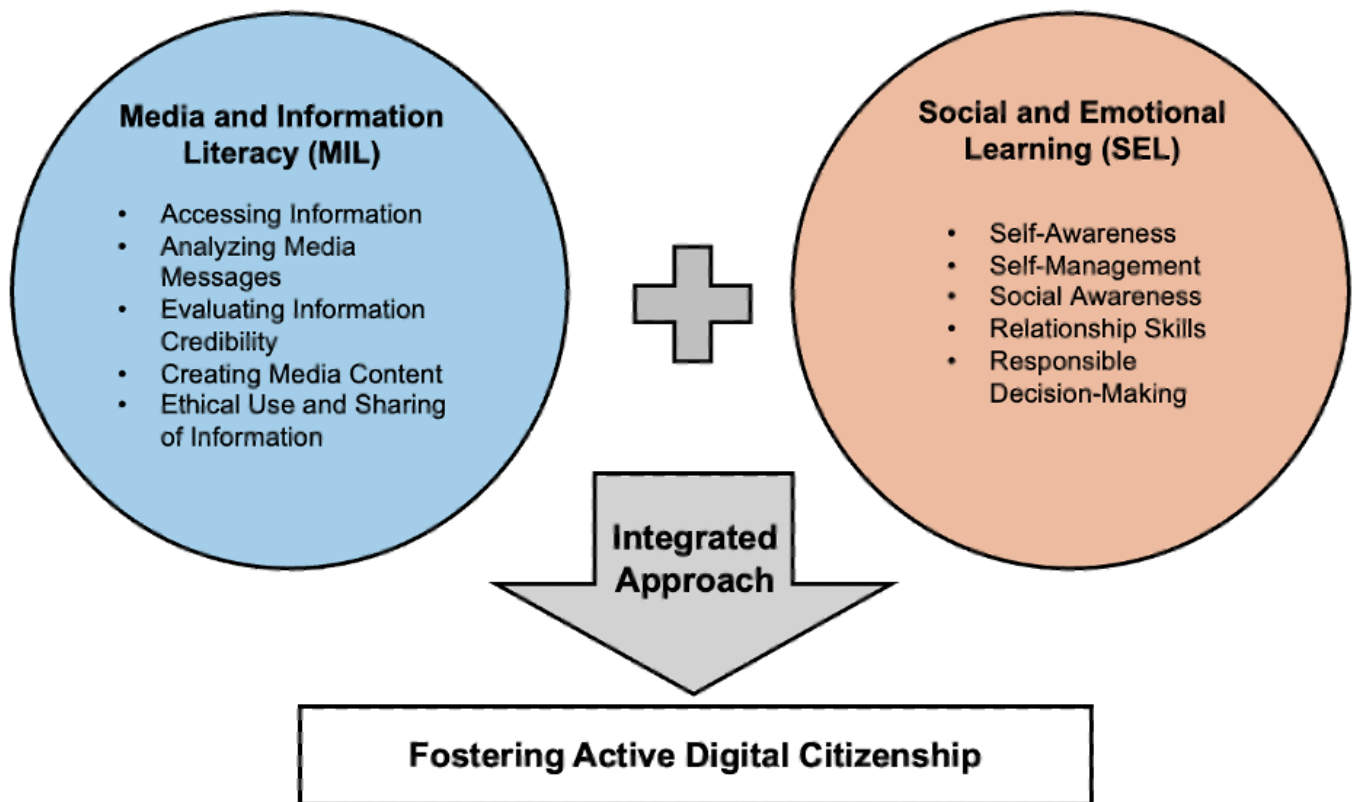 Media and Information
Literacy (MIL)
• Accessing Information
• Analyzing Media
Messages
• Evaluating Information
Credibility
• Creating Media Content
• Ethical Use and Sharing
of Information
Social and Emotional
Learning (SEL)
• Self-Awareness
• Self-Management
• Social Awareness
• Relationship Skills
• Responsible
Decision-Making
Integrated
Approach
Fostering Active Digital Citizenship